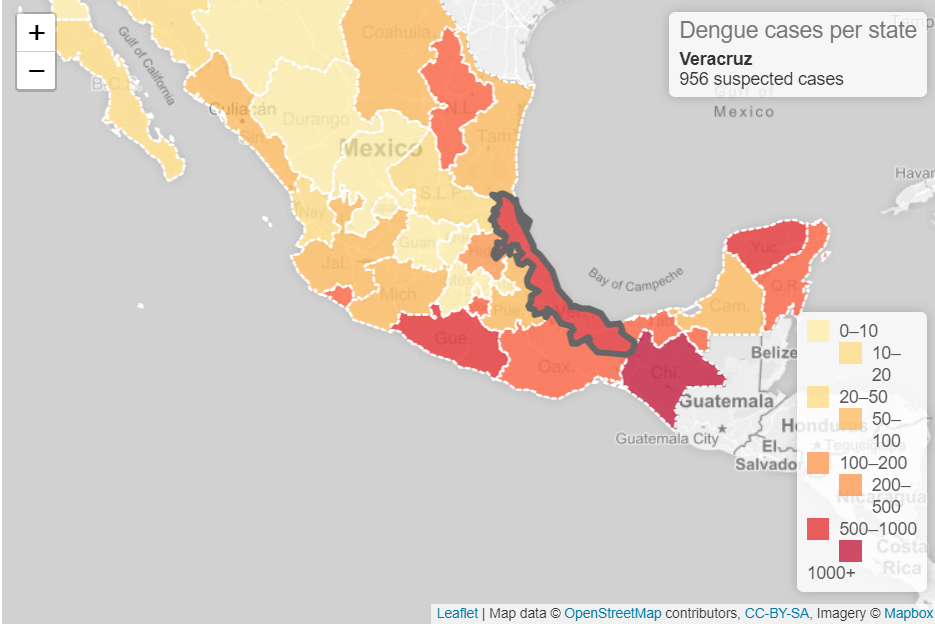 +
−
Dengue cases per state
Veracruz
956 suspected cases
Gulf of California
Coahuila
B.C.S.
Culiacán
Sin.
Durango
N.L.
Tam.
Mexico
Gulf of
Mexico
Havan
S.L.P.
Nay.
Guan.
Hid.
Jal.
Mich.
Mex.
Pue.
Ver.
Bay of Campeche
Yuc.
Q.R.
Cam.
Tab.
Gue.
Oax.
Chi.
Belize
Guatemala
Guatemala City
Honduras
Tegucigalpa
El
Salvador
Nicaragua
Costa
Rica
0–10
10–
20
20–50
50–
100
100–200
200–
500
500–1000
1000+
Leaflet | Map data © OpenStreetMap contributors, CC-BY-SA, Imagery © Mapbox